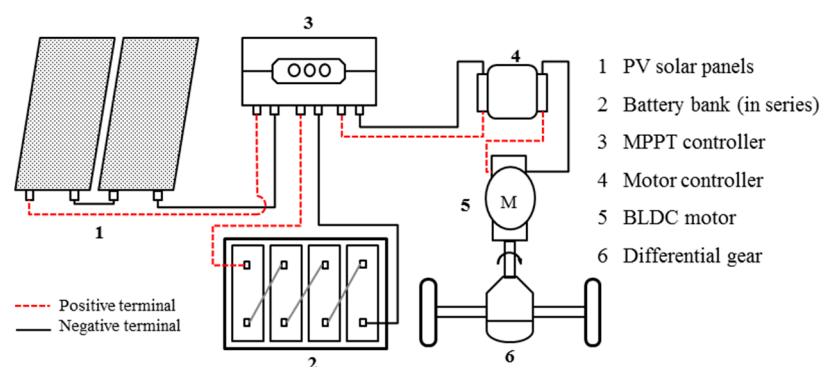 3
4
1 PV solar panels
2 Battery bank (in series)
3 MPPT controller
4 Motor controller
5 BLDC motor
6 Differential gear
5
M
1
Positive terminal
Negative terminal
2
6